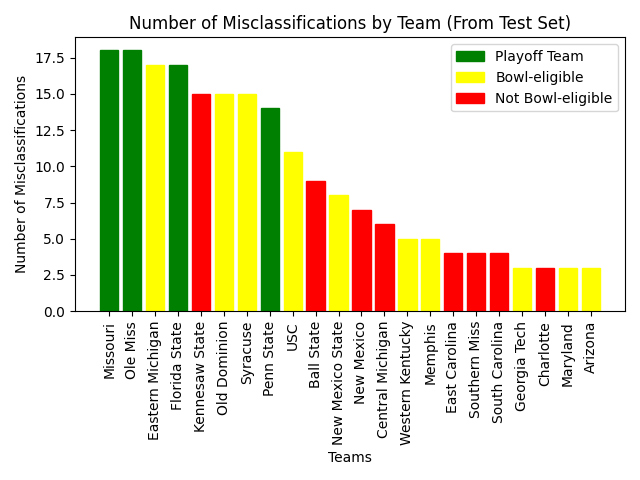 Number of Misclassifications by Team (From Test Set)
Playoff Team
Bowl-eligible
Not Bowl-eligible
Number of Misclassifications
17.5
15.0
12.5
10.0
7.5
5.0
2.5
0.0
Missouri
Ole Miss
Eastern Michigan
Florida State
Kennesaw State
Old Dominion
Syracuse
Penn State
USC
Ball State
New Mexico State
New Mexico
Central Michigan
Western Kentucky
Memphis
East Carolina
Southern Miss
South Carolina
Georgia Tech
Charlotte
Maryland
Arizona
Teams